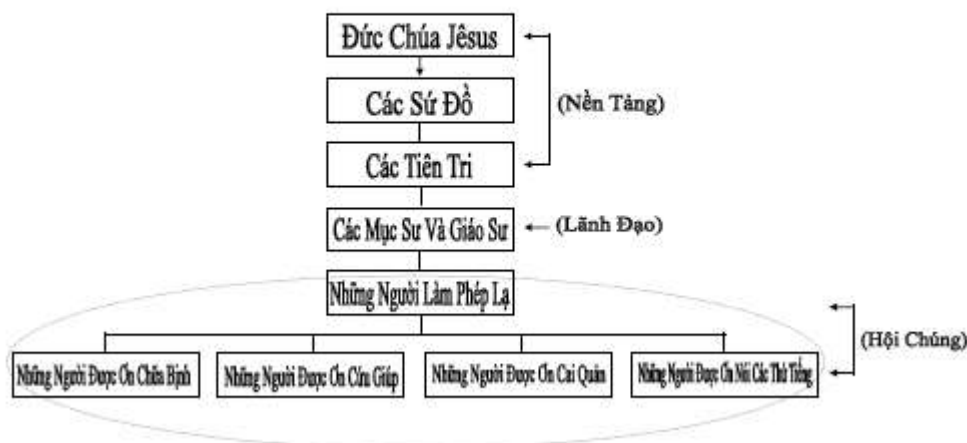 Đức Chúa Jêsus
Các Sứ Đồ
(Nền Tảng)
Các Tiên Tri
Các Mục Sư Và Giáo Sư
(Lãnh Đạo)
Những Người Làm Phép Lạ
(Hội Chúng)
Những Người Được Ơn Chữa Bịnh
Những Người Được Ơn Cứu Giúp
Những Người Được Ơn Cai Quản
Những Người Được Ơn Nói Các Thứ Tiếng